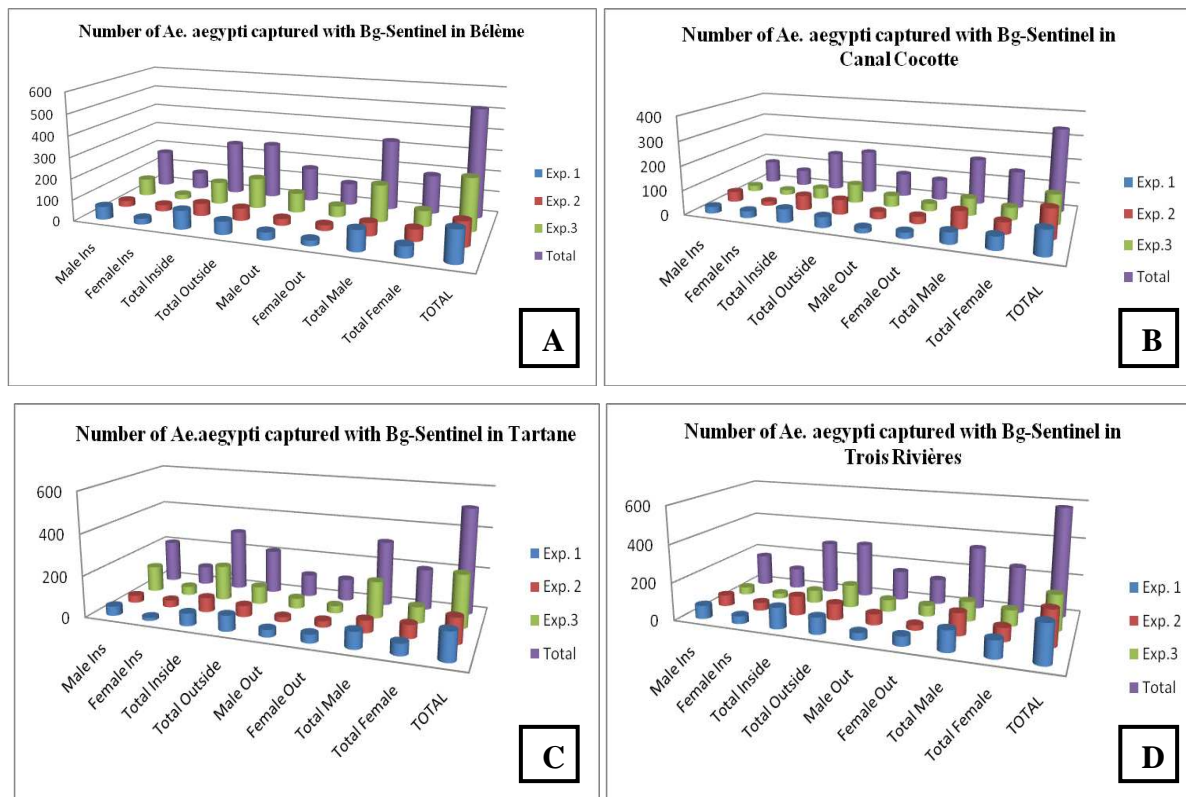 Number of Ae. aegypti captured with Bg-Sentinel in Bélème
600
500
400
300
200
100
0
Male Ins
Female Ins
Total Inside
Total Outside
Male Out
Female Out
Total Male
Total Female
TOTAL
Exp. 1
Exp. 2
Exp.3
Total
A
Number of Ae. aegypti captured with Bg-Sentinel in
Canal Cocotte
400
300
200
100
0
Male Ins
Female Ins
Total Inside
Total Outside
Male Out
Female Out
Total Male
Total Female
TOTAL
Exp. 1
Exp. 2
Exp.3
Total
B
Number of Ae.aegypti captured with Bg-Sentinel in Tartane
600
400
200
0
Male Ins
Female Ins
Total Inside
Total Outside
Male Out
Female Out
Total Male
Total Female
TOTAL
Exp. 1
Exp. 2
Exp.3
Total
C
Number of Ae. aegypti captured with Bg-Sentinel in
Trois Rivières
600
400
200
0
Male Ins
Female Ins
Total Inside
Total Outside
Male Out
Female Out
Total Male
Total Female
TOTAL
Exp. 1
Exp. 2
Exp.3
Total
D